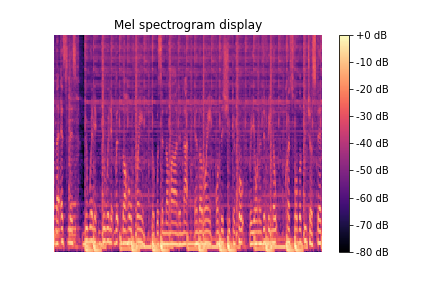 Mel spectrogram display
+0 dB
-10 dB
-20 dB
-30 dB
-40 dB
-50 dB
-60 dB
-70 dB
-80 dB